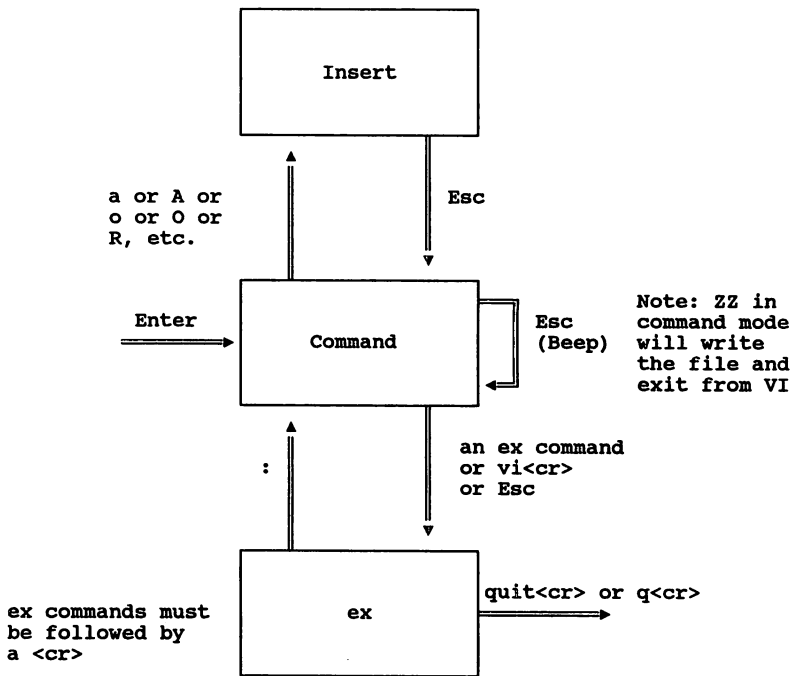 Insert
a or A or
o or O or
R, etc.
Esc
Enter
Command
Esc
(Beep)
Note: ZZ in
command mode
will write
the file and
exit from VI
:
an ex command
or vi<cr>
or Esc
ex commands must
be followed by
a <cr>
ex
quit<cr> or q<cr>